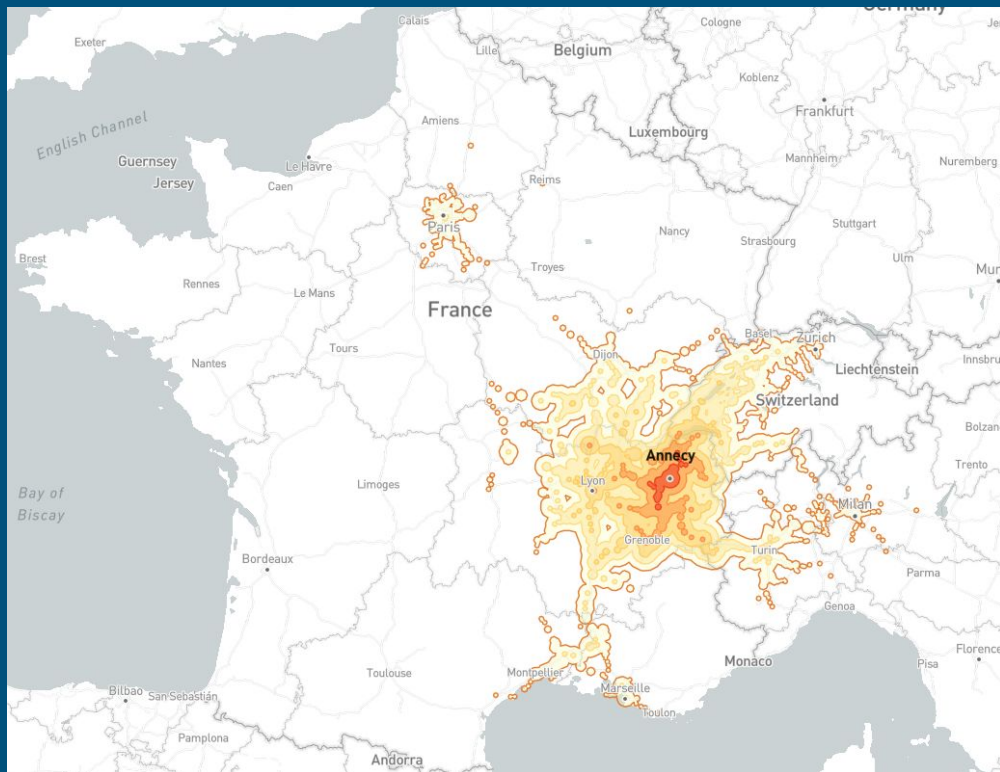 Germany
Calais
Cologne
Exeter
Lille
Belgium
Koblenz
Frankfurt
English Channel
Amiens
Luxembourg
Guernsey
Le Havre
Mannheim
Nuremberg
Jersey
Caen
Reims
Paris
Stuttgart
Nancy
Strasbourg
Brest
Ulm
Troyes
Rennes
Le Mans
France
Basel
Zürich
Tours
Dijon
Nantes
Liechtenstein
Innsbru
Switzerland
Bolzan
Annecy
Trento
Lyon
Limoges
Bay of
Biscay
Milan
Grenoble
Turin
Bordeaux
Parma
Genoa
Florence
Monaco
Pisa
Toulouse
Montpellier
Marseille
Bilbao
San Sebastián
Toulon
Pamplona
Andorra